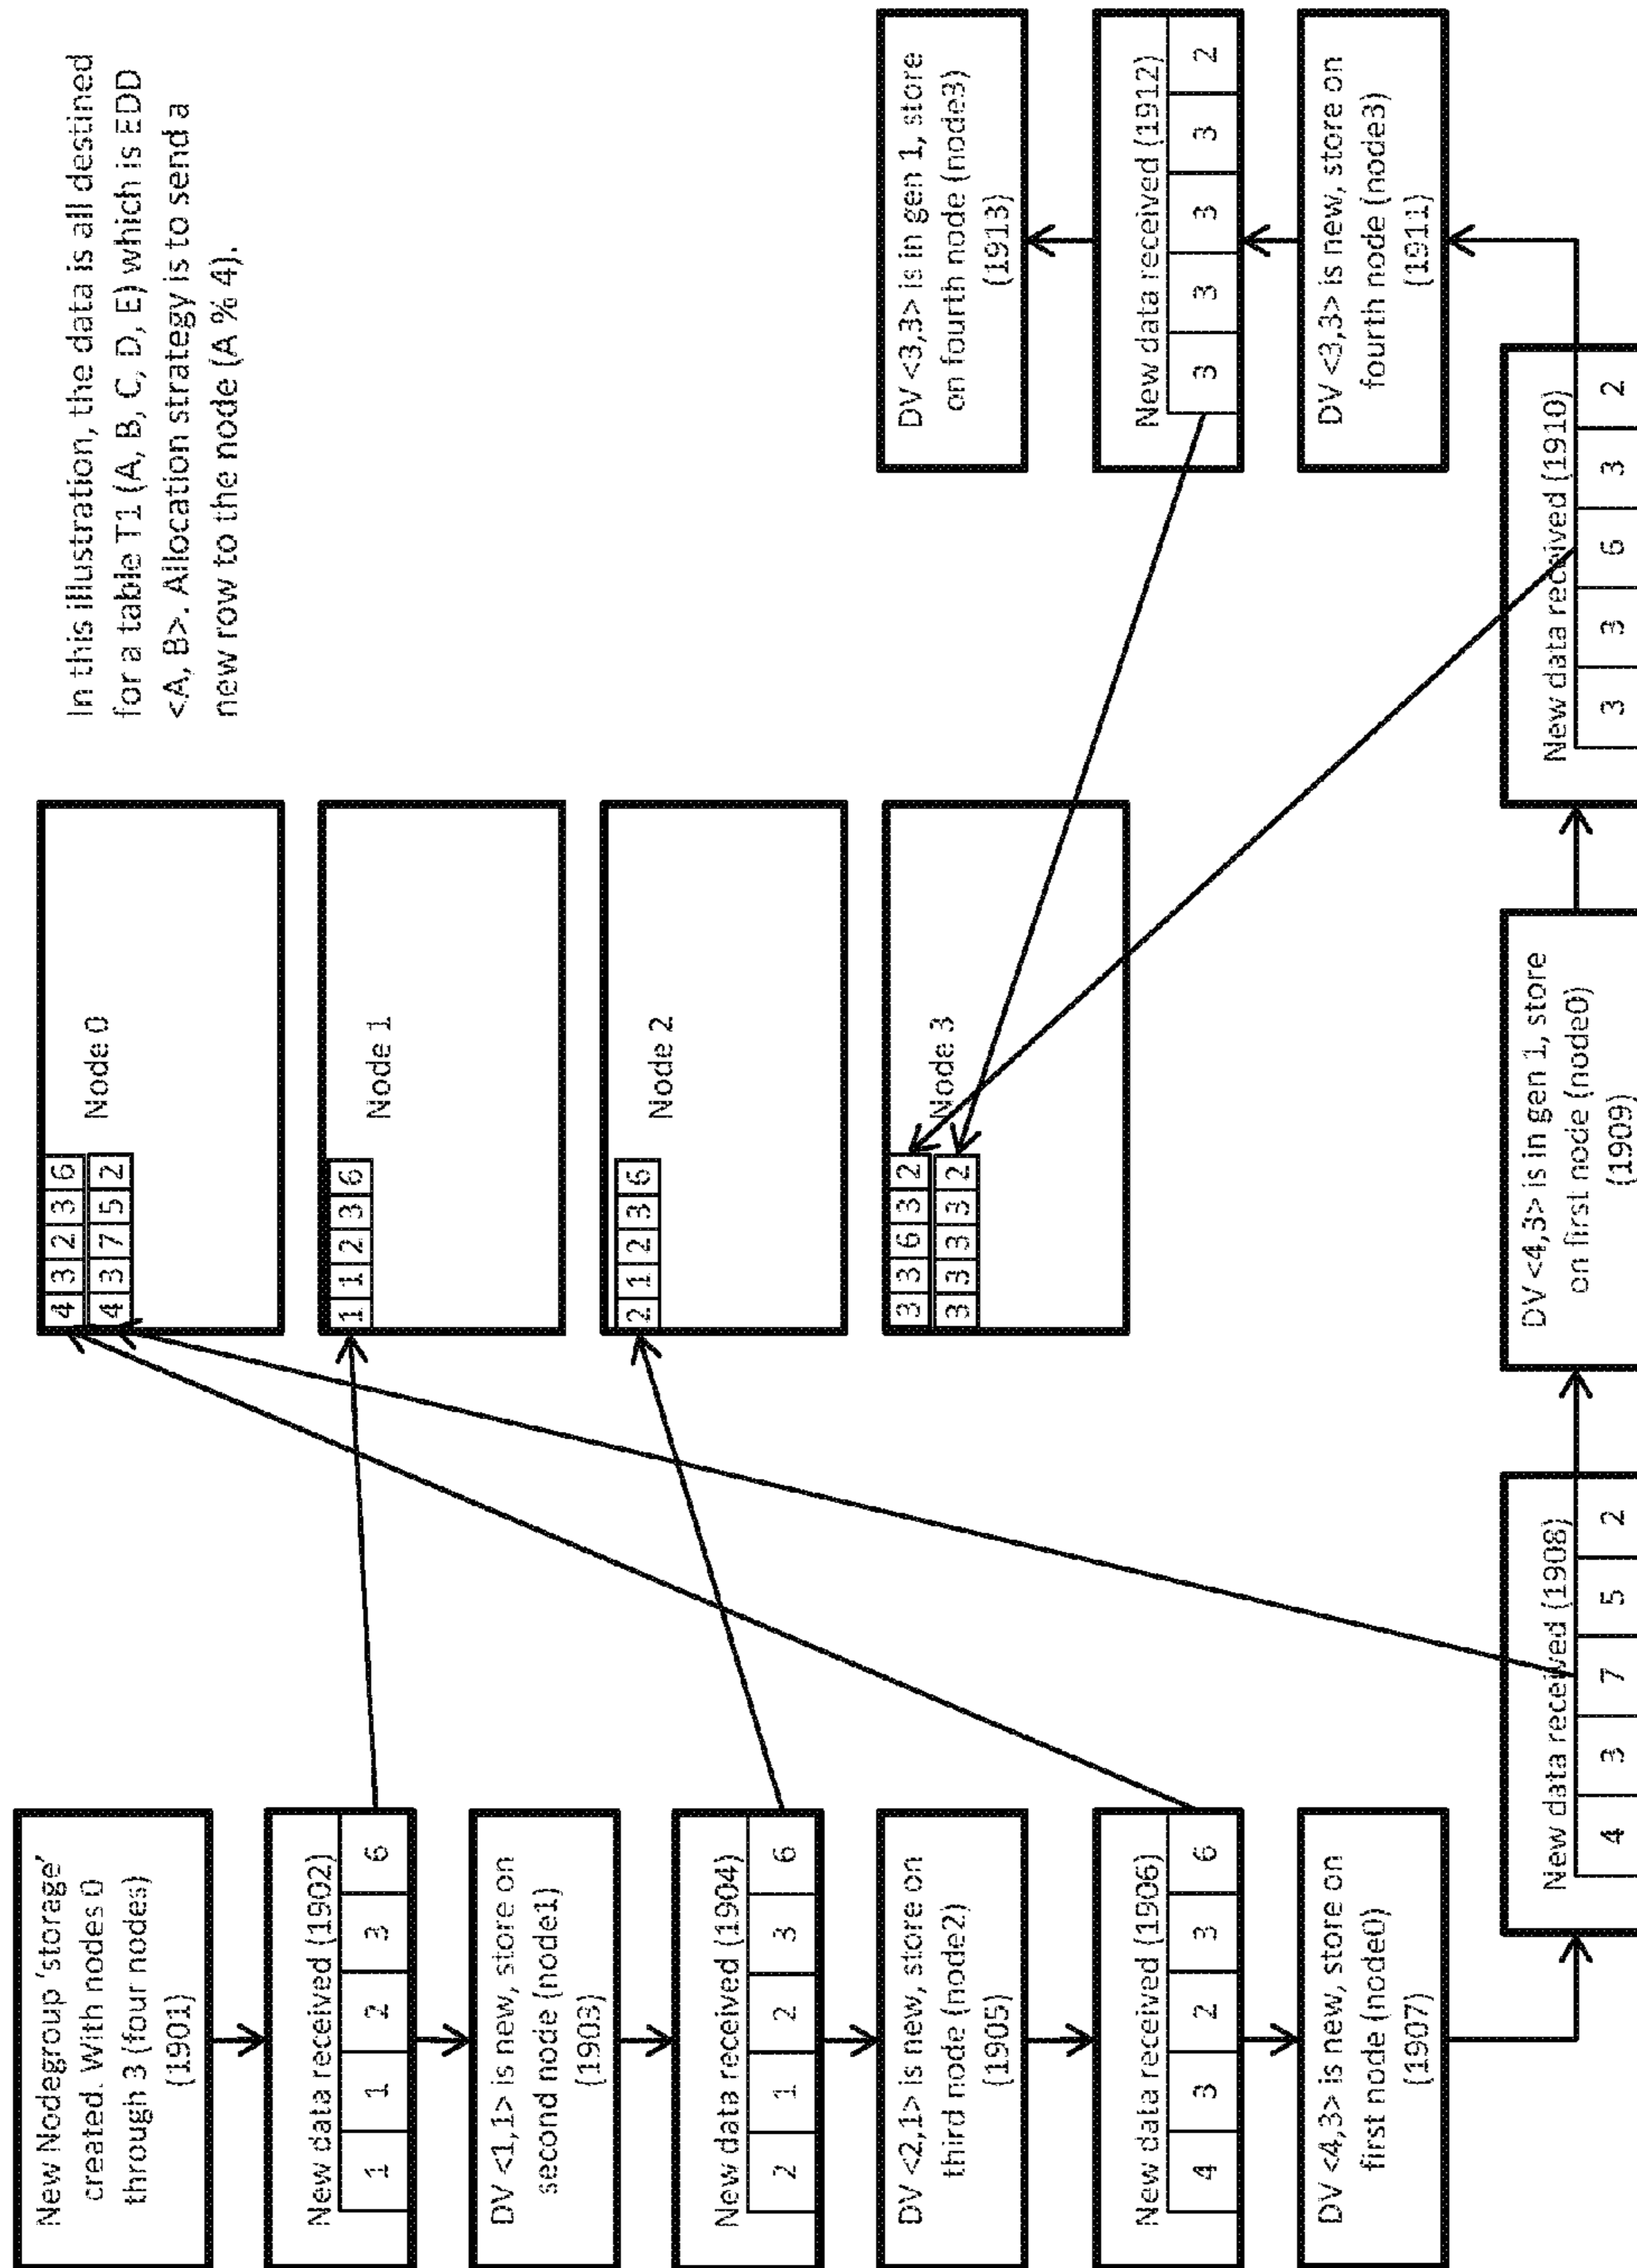 In this illustration, the data is all destined
for a table T1 (A, B, C, D, E) which is EDD
<A, B>. Allocation strategy is to send a
new row to the node (A % 4).
New Nodegroup 'storage'
created. With nodes 0
through 3 (four nodes)
(1901)
New data received (1902)
1 1 2 3 6
DV <1,1> is new, store on
second node (node1)
(1903)
New data received (1904)
2 1 2 3 6
DV <2,1> is new, store on
third node (node2)
(1905)
New data received (1906)
4 3 2 3 6
DV <4,3> is new, store on
first node (node0)
(1907)
New data received (1908)
4 3 7 5 2
DV <4,3> is in gen 1, store
on first node (node0)
(1909)
New data received (1910)
3 3 6 3 2
DV <3,3> is new, store on
fourth node (node3)
(1911)
New data received (1912)
3 3 3 3 2
DV <3,3> is in gen 1, store
on fourth node (node3)
(1913)
4 3 2 3 6
4 3 7 5 2
Node 0
1 1 2 3 6
Node 1
2 1 2 3 6
Node 2
3 3 6 3 2
3 3 3 3 2
Node 3